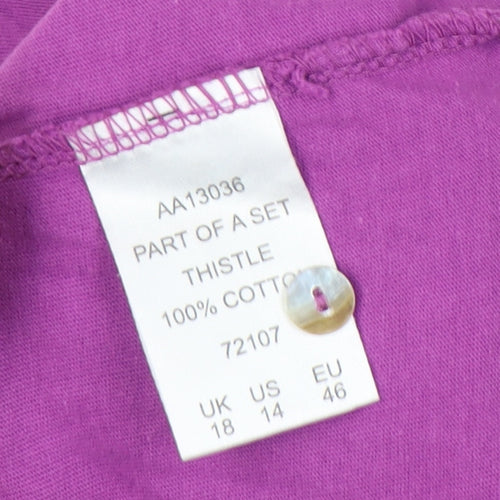 AA13036
PART OF A SET
THISTLE
100% COTTO
72107
UK US EU
18 14 46